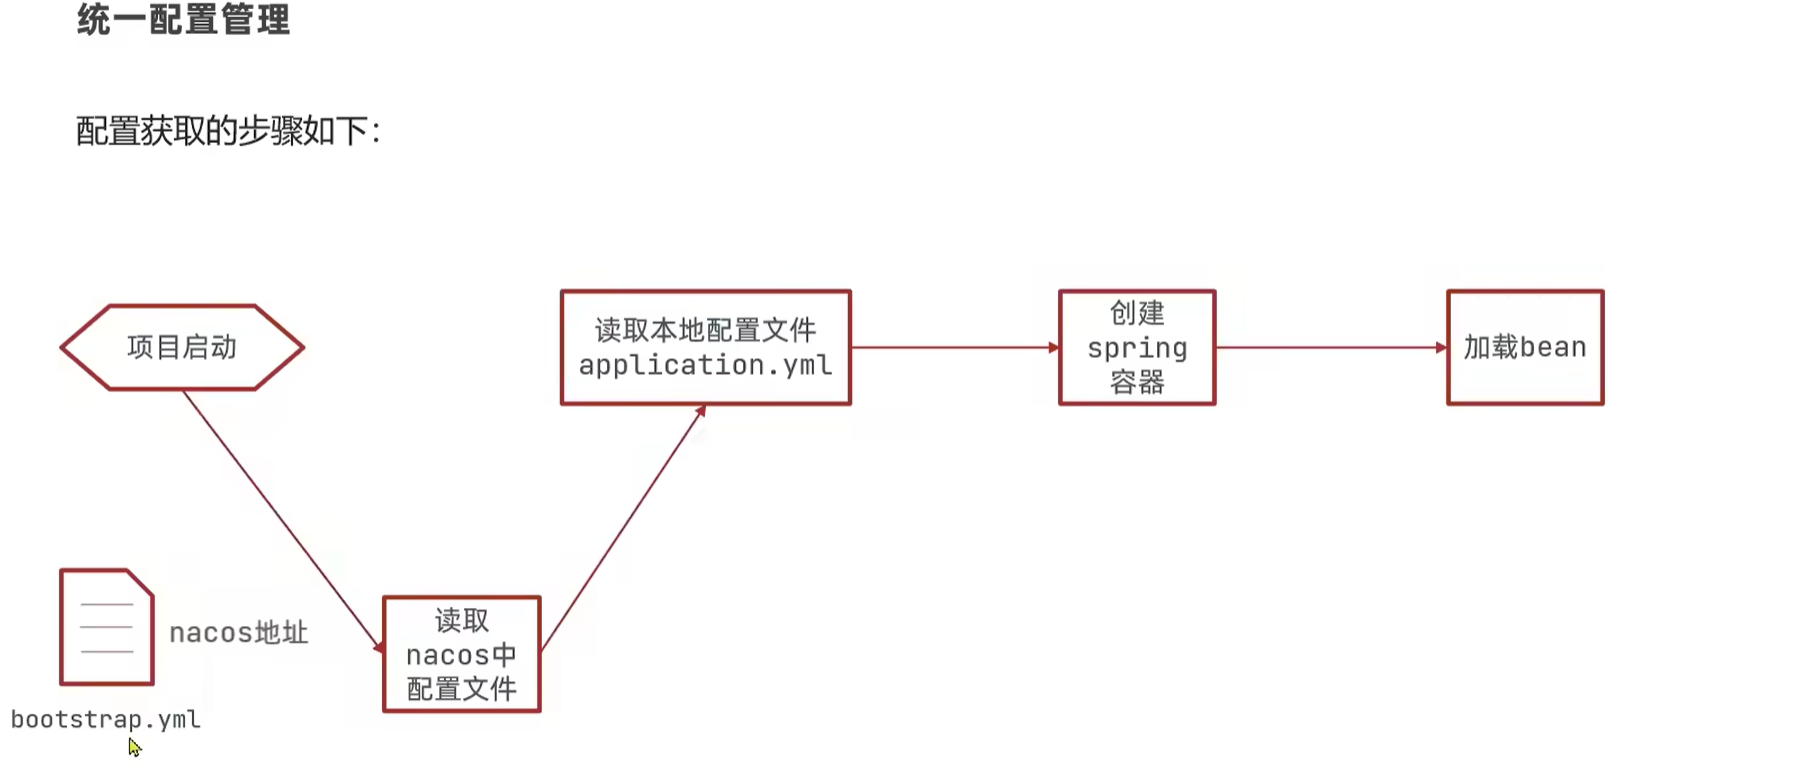 统一配置管理
配置获取的步骤如下：
项目启动
读取本地配置文件
application.yml
创建
spring
容器
加载bean
nacos地址
bootstrap.yml
读取
nacos中
配置文件